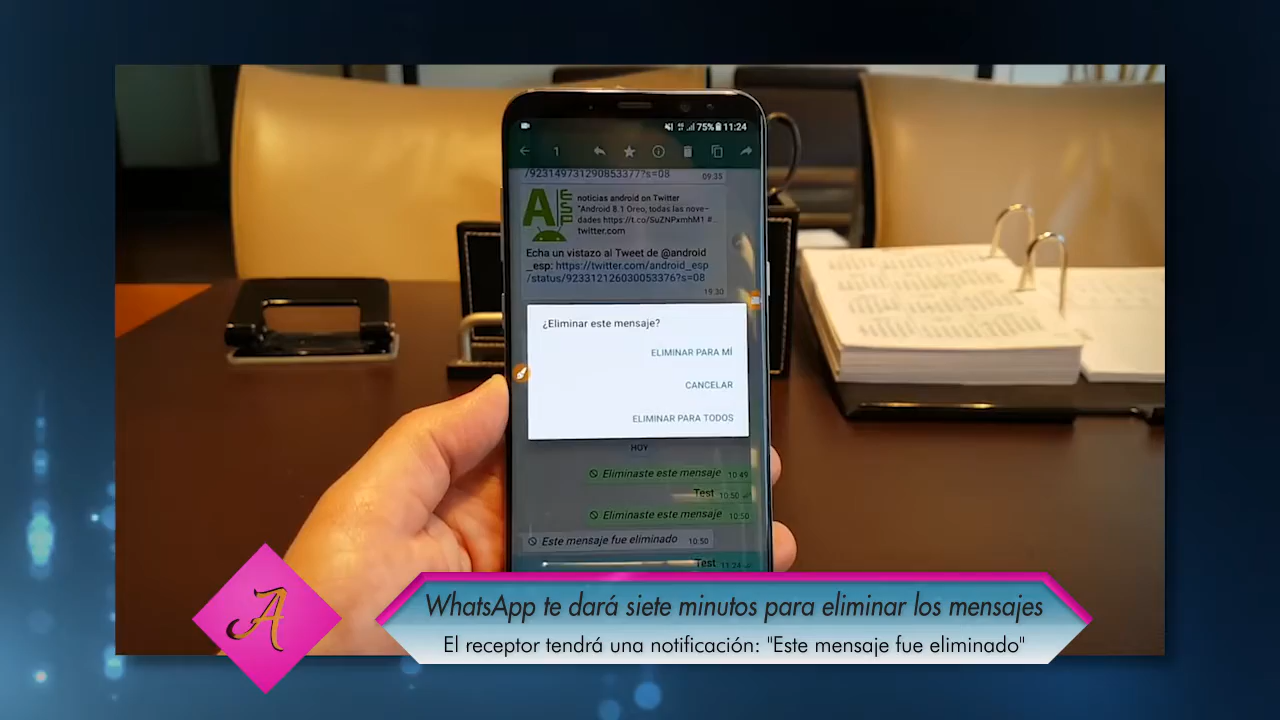 75% 11:24
1
/923149731290853377?s=08
09:35
noticias android on Twitter
"Android 8.1 Oreo, todas las nove-
dades https://t.co/SuZNPxmhM1 #...
twitter.com
A ESP
Echa un vistazo al Tweet de @android
_esp: https://twitter.com/android_esp
/status/923312126030053376?s=08
19:30
¿Eliminar este mensaje?
ELIMINAR PARA MÍ
CANCELAR
ELIMINAR PARA TODOS
HOY
Eliminaste este mensaje 10:49
Test 10:50
Eliminaste este mensaje 10:50
Este mensaje fue eliminado 10:50
Test 11:24
A
WhatsApp te dará siete minutos para eliminar los mensajes
El receptor tendrá una notificación: "Este mensaje fue eliminado"